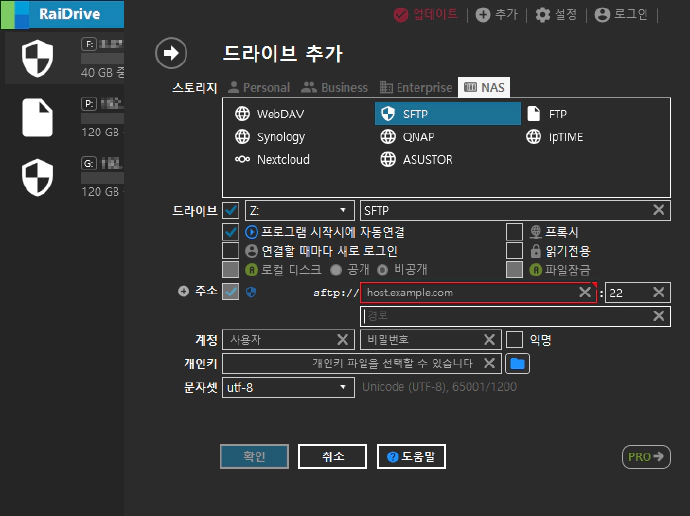 RaiDrive
업데이트 | 추가 | 설정 | 로그인 |
F:
40 GB 중
P:
120 GB
G:
120 GB
드라이브 추가
스토리지 Personal Business Enterprise NAS
WebDAV SFTP FTP
Synology QNAP ipTIME
Nextcloud ASUSTOR
드라이브 Z: SFTP
프로그램 시작시에 자동연결 프록시
연결할 때마다 새로 로그인 읽기전용
로컬 디스크 공개 비공개 파일잠금
주소 sftp:// host.example.com : 22
경로
계정 사용자 비밀번호 익명
개인키 개인키 파일을 선택할 수 있습니다
문자셋 utf-8 Unicode (UTF-8), 65001/1200
확인 취소 ? 도움말 PRO